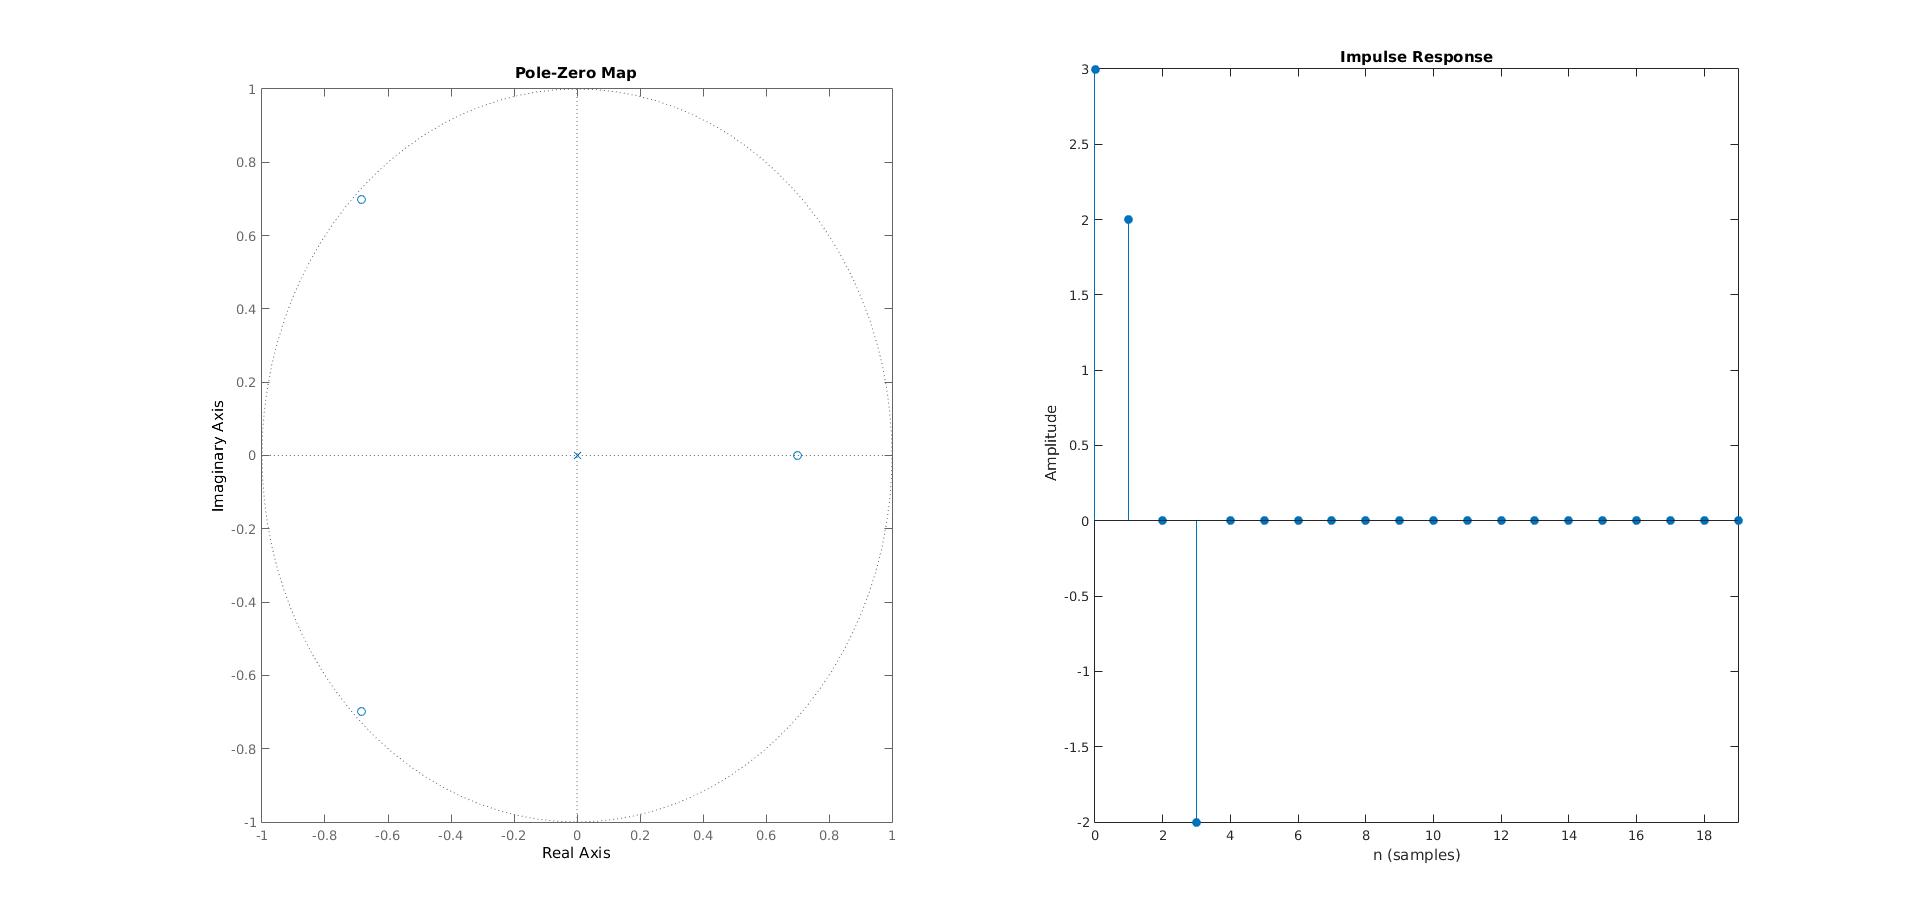 Pole-Zero Map
1
0.8
0.6
0.4
0.2
0
-0.2
-0.4
-0.6
-0.8
-1
-1 -0.8 -0.6 -0.4 -0.2 0 0.2 0.4 0.6 0.8 1
Real Axis
Imaginary Axis
Impulse Response
3
2.5
2
1.5
1
0.5
0
-0.5
-1
-1.5
-2
0 2 4 6 8 10 12 14 16 18
n (samples)
Amplitude